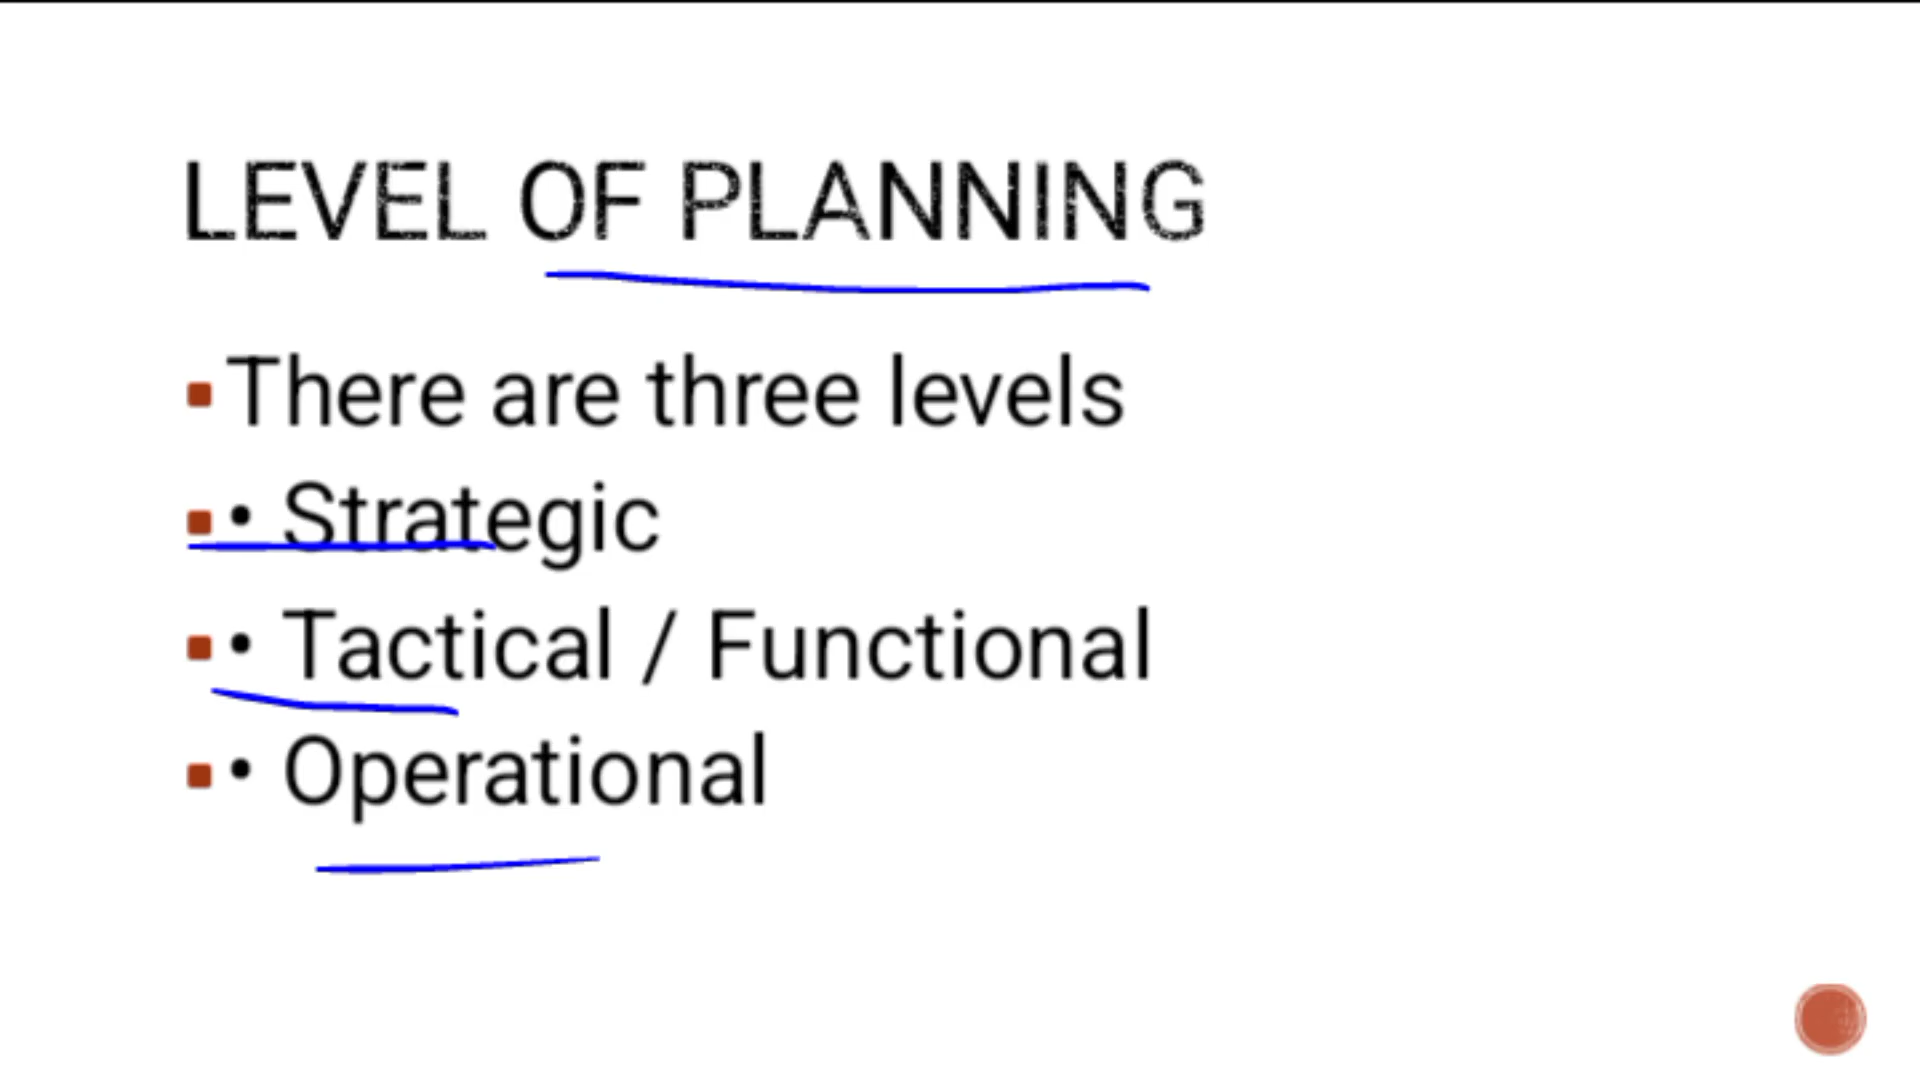 LEVEL OF PLANNING
There are three levels
• Strategic
• Tactical / Functional
• Operational